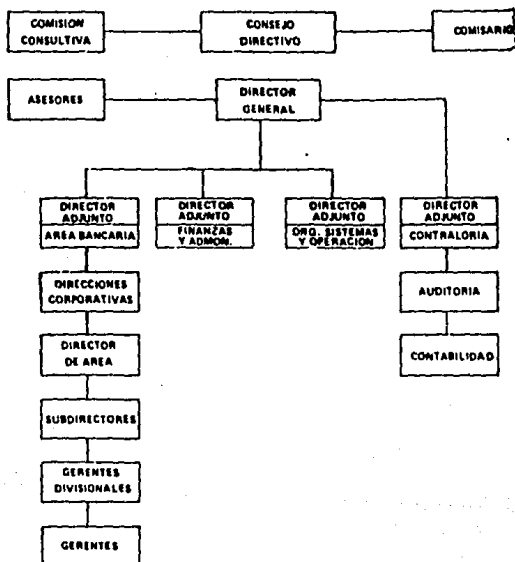 COMISION
CONSULTIVA
CONSEJO
DIRECTIVO
COMISARIO
ASESORES
DIRECTOR
GENERAL
DIRECTOR
ADJUNTO
AREA BANCARIA
DIRECTOR
ADJUNTO
FINANZAS
Y ADMON.
DIRECTOR
ADJUNTO
ORG. SISTEMAS
Y OPERACION
DIRECTOR
ADJUNTO
CONTRALORIA
DIRECCIONES
CORPORATIVAS
AUDITORIA
DIRECTOR
DE AREA
CONTABILIDAD
SUBDIRECTORES
GERENTES
DIVISIONALES
GERENTES